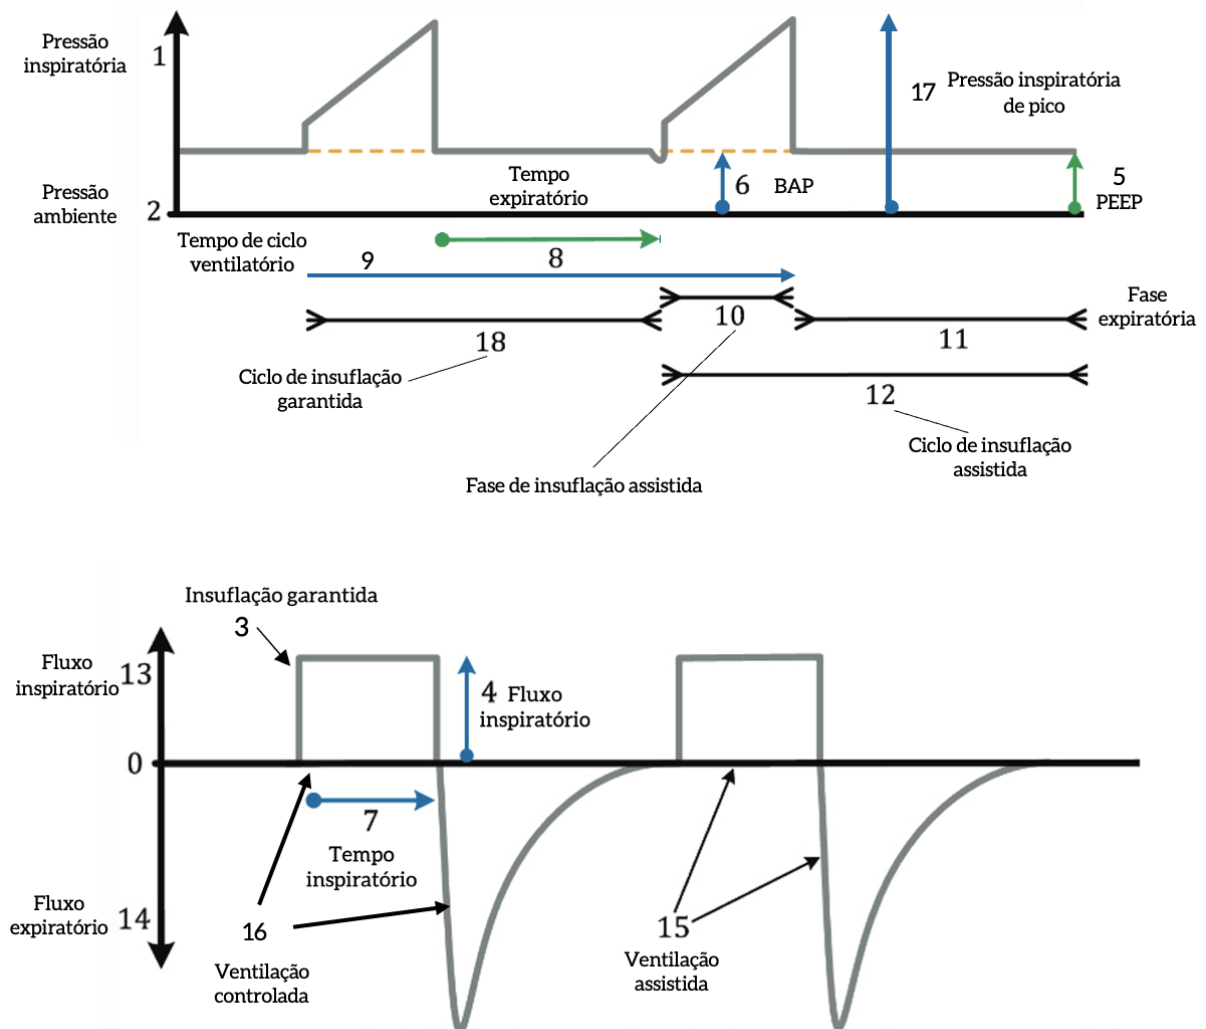 Pressão
inspiratória
1
17 Pressão inspiratória
de pico
Tempo
expiratório
6 BAP
5
PEEP
Pressão
ambiente
2
Tempo de ciclo
ventilatório
9
8
10
18
11
Fase
expiratória
Ciclo de insuflação
garantida
12
Ciclo de insuflação
assistida
Fase de insuflação assistida
Insuflação garantida
3
Fluxo
inspiratório
13
4 Fluxo
inspiratório
0
7
Tempo
inspiratório
Fluxo
expiratório
14
16
Ventilação
controlada
15
Ventilação
assistida